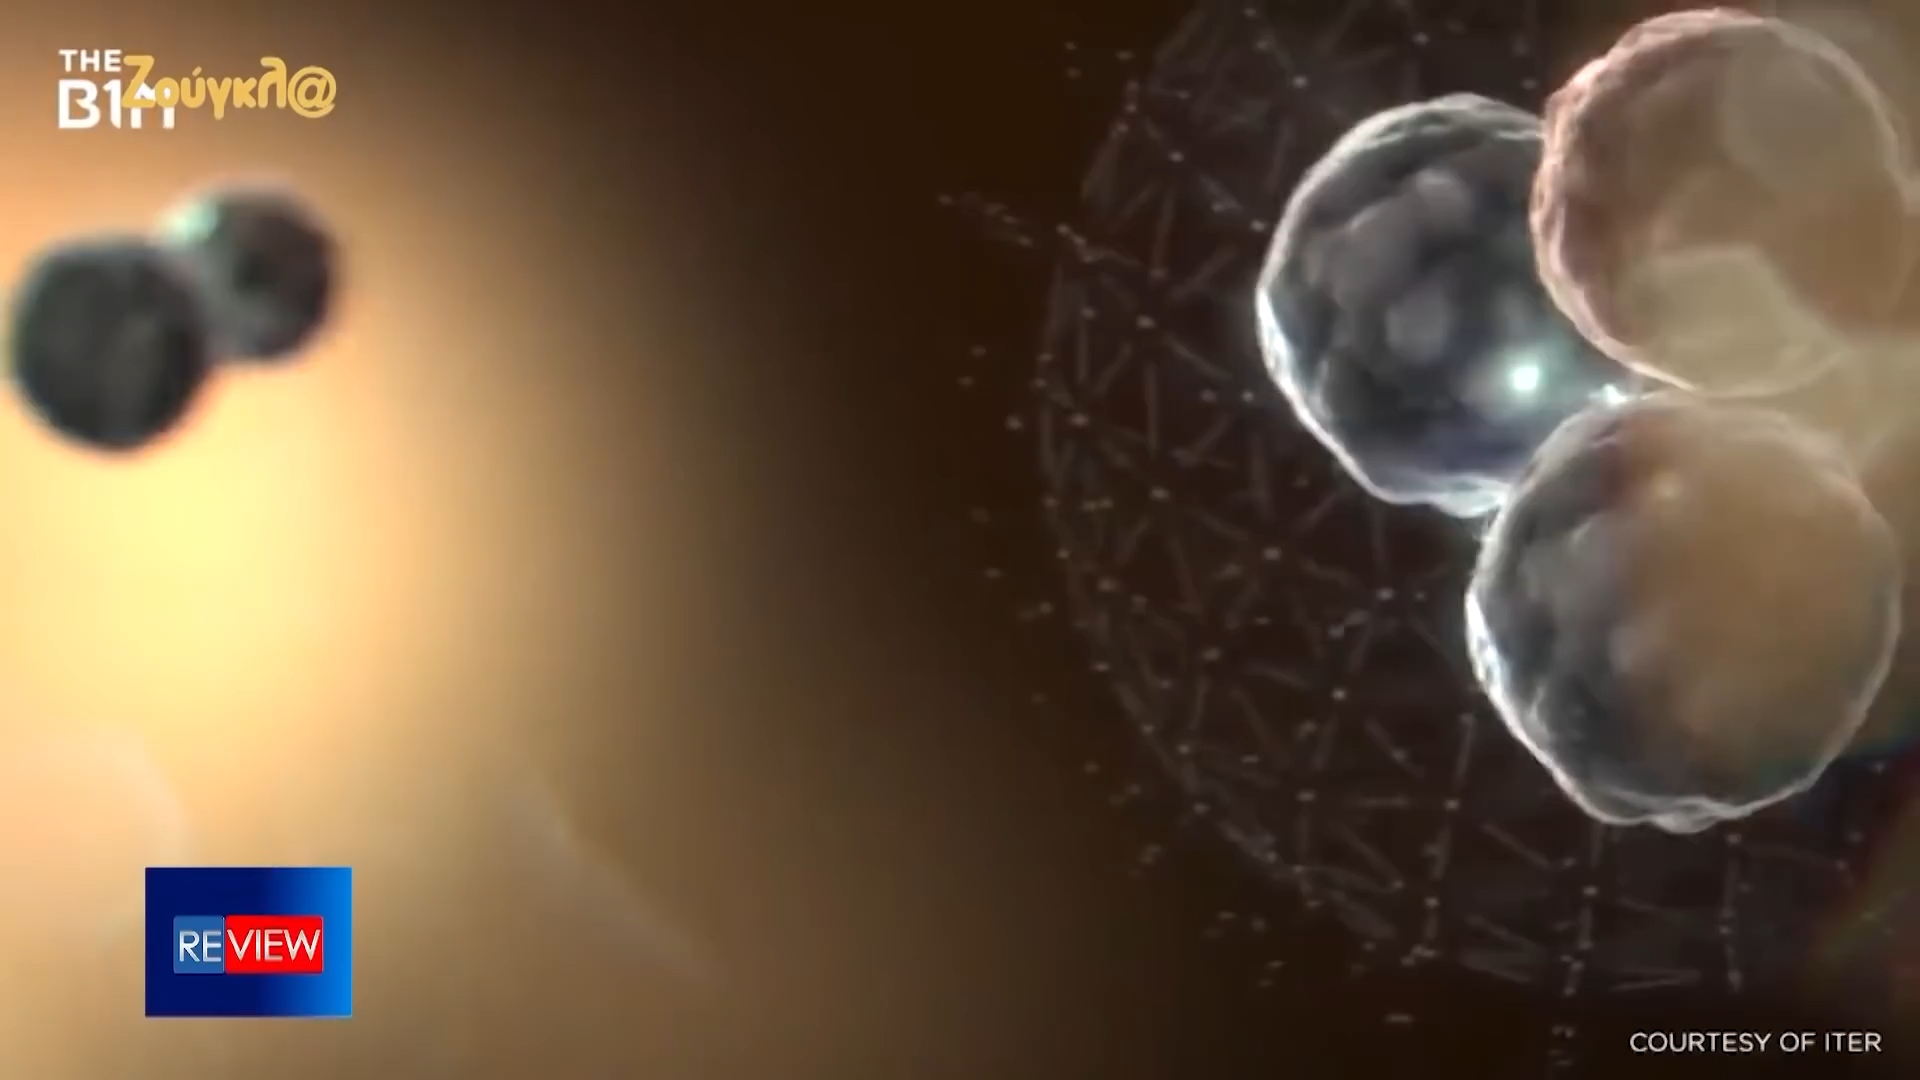 THE
B1M
Ζούγκλ@
REVIEW
COURTESY OF ITER